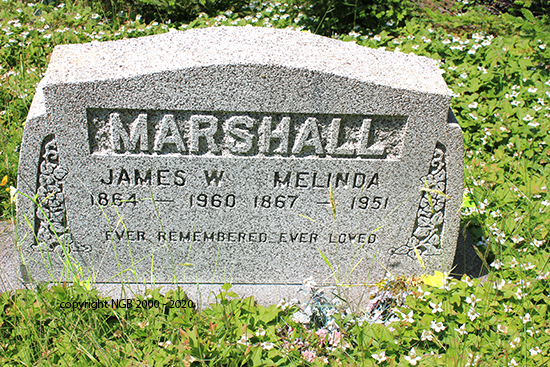 MARSHALL
JAMES W MELINDA
1864 — 1960 1867 — 1951
EVER REMEMBERED EVER LOVED
copyright NGB 2000 - 2020